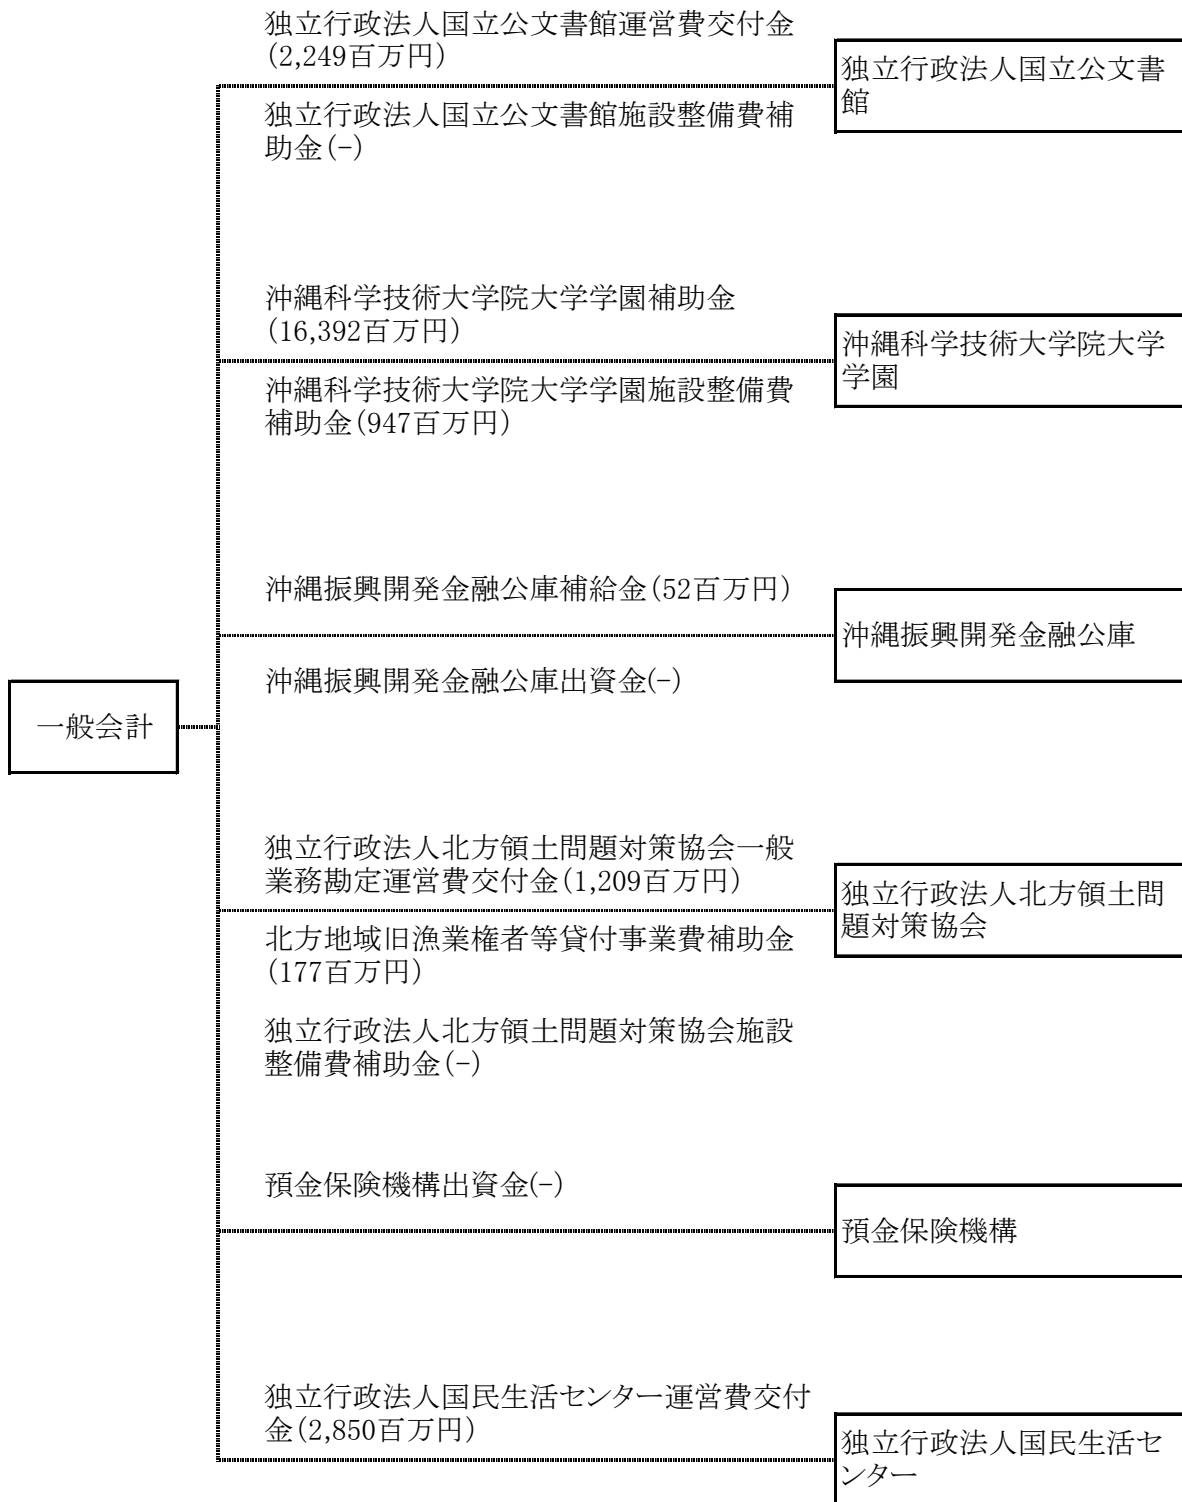 独立行政法人国立公文書館運営費交付金
(2,249百万円)
独立行政法人国立公文書
館
独立行政法人国立公文書館施設整備費補
助金(-)
沖縄科学技術大学院大学学園補助金
(16,392百万円)
沖縄科学技術大学院大学
学園
沖縄科学技術大学院大学学園施設整備費
補助金(947百万円)
沖縄振興開発金融公庫補給金(52百万円)
沖縄振興開発金融公庫
沖縄振興開発金融公庫出資金(-)
一般会計
独立行政法人北方領土問題対策協会一般
業務勘定運営費交付金(1,209百万円)
独立行政法人北方領土問
題対策協会
北方地域旧漁業権者等貸付事業費補助金
(177百万円)
独立行政法人北方領土問題対策協会施設
整備費補助金(-)
預金保険機構出資金(-)
預金保険機構
独立行政法人国民生活センター運営費交付
金(2,850百万円)
独立行政法人国民生活セ
ンター